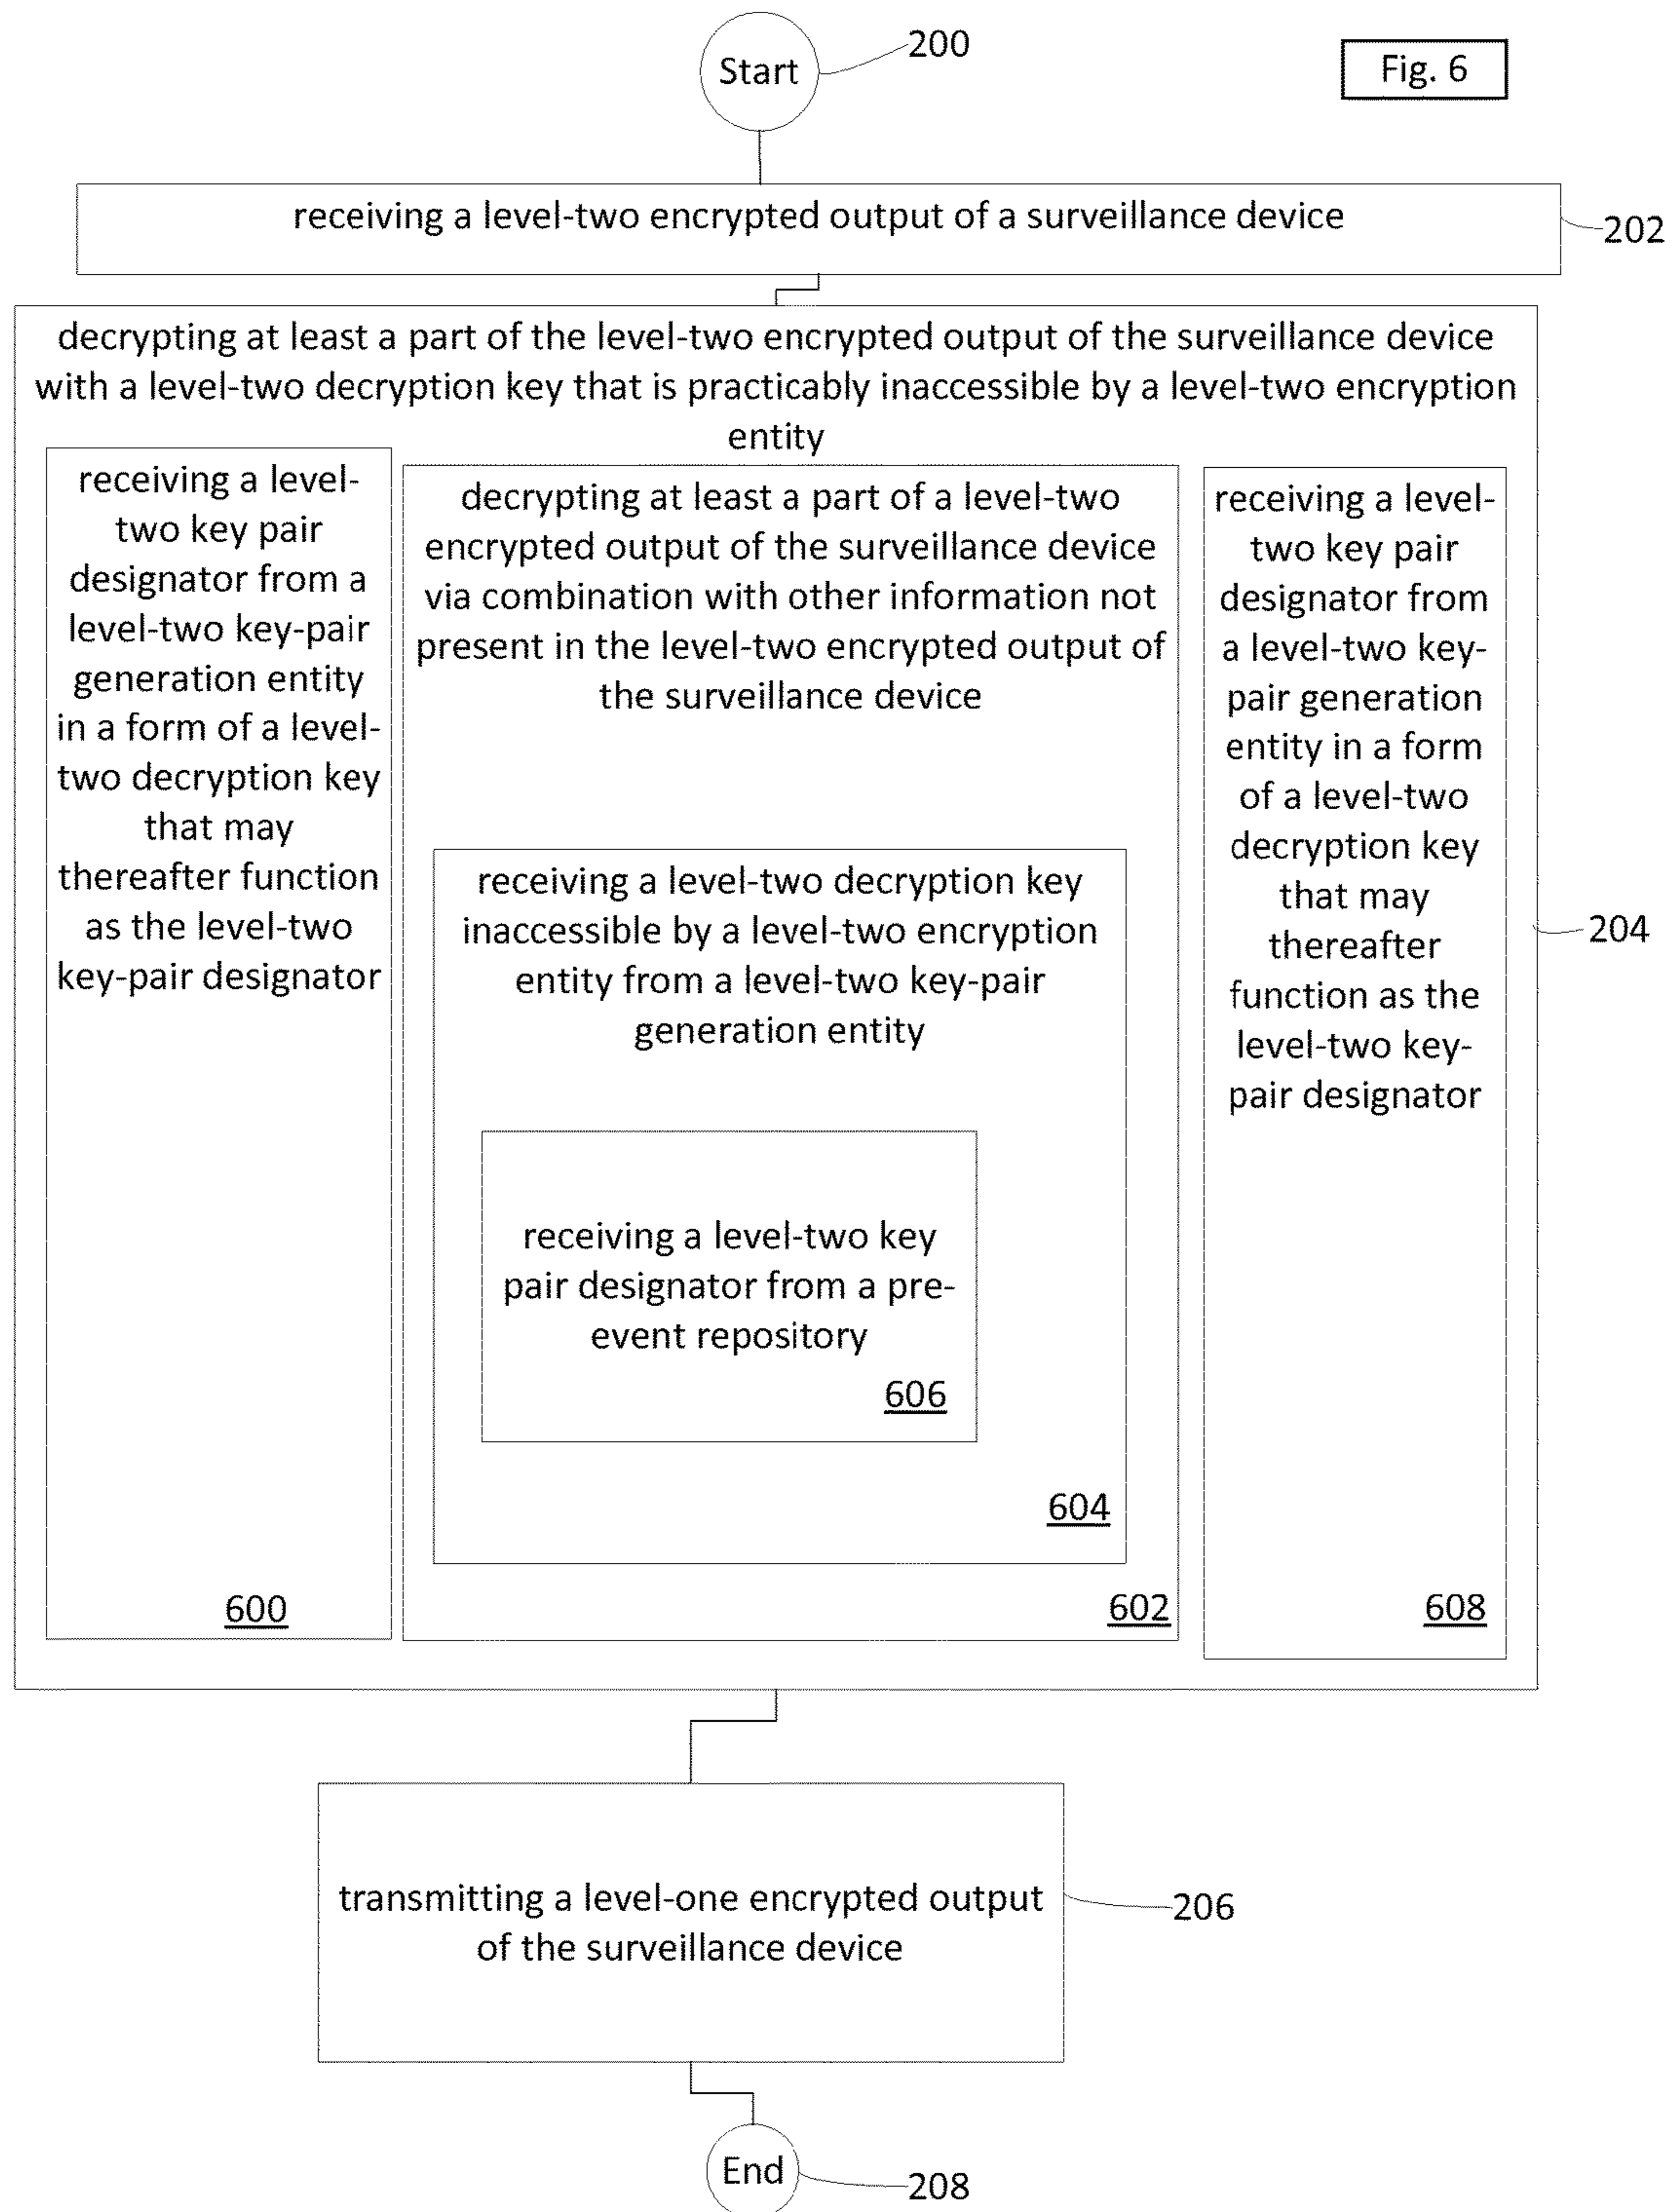 Start
200
Fig. 6
receiving a level-two encrypted output of a surveillance device
202
decrypting at least a part of the level-two encrypted output of the surveillance device
with a level-two decryption key that is practicably inaccessible by a level-two encryption
entity
receiving a level-
two key pair
designator from a
level-two key-pair
generation entity
in a form of a level-
two decryption key
that may
thereafter function
as the level-two
key-pair designator
600
decrypting at least a part of a level-two
encrypted output of the surveillance device
via combination with other information not
present in the level-two encrypted output of
the surveillance device
receiving a level-two decryption key
inaccessible by a level-two encryption
entity from a level-two key-pair
generation entity
receiving a level-two key
pair designator from a pre-
event repository
606
604
602
receiving a level-
two key pair
designator from
a level-two key-
pair generation
entity in a form
of a level-two
decryption key
that may
thereafter
function as the
level-two key-
pair designator
608
204
transmitting a level-one encrypted output
of the surveillance device
206
End
208